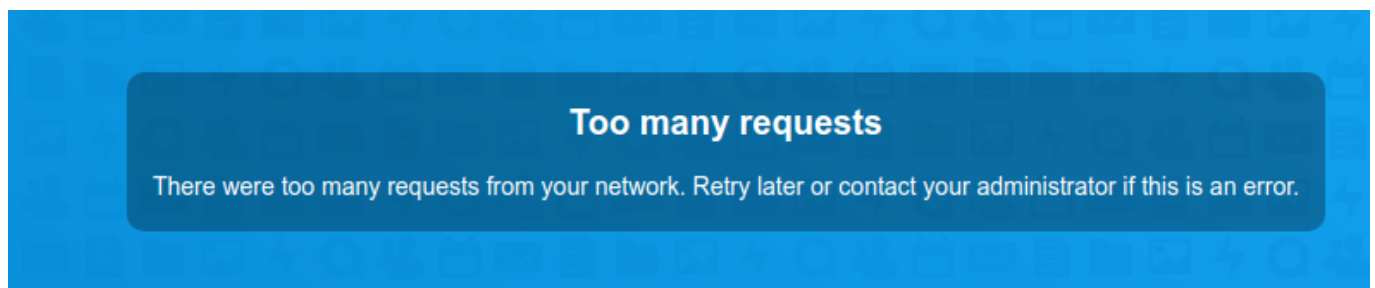 Too many requests
There were too many requests from your network. Retry later or contact your administrator if this is an error.